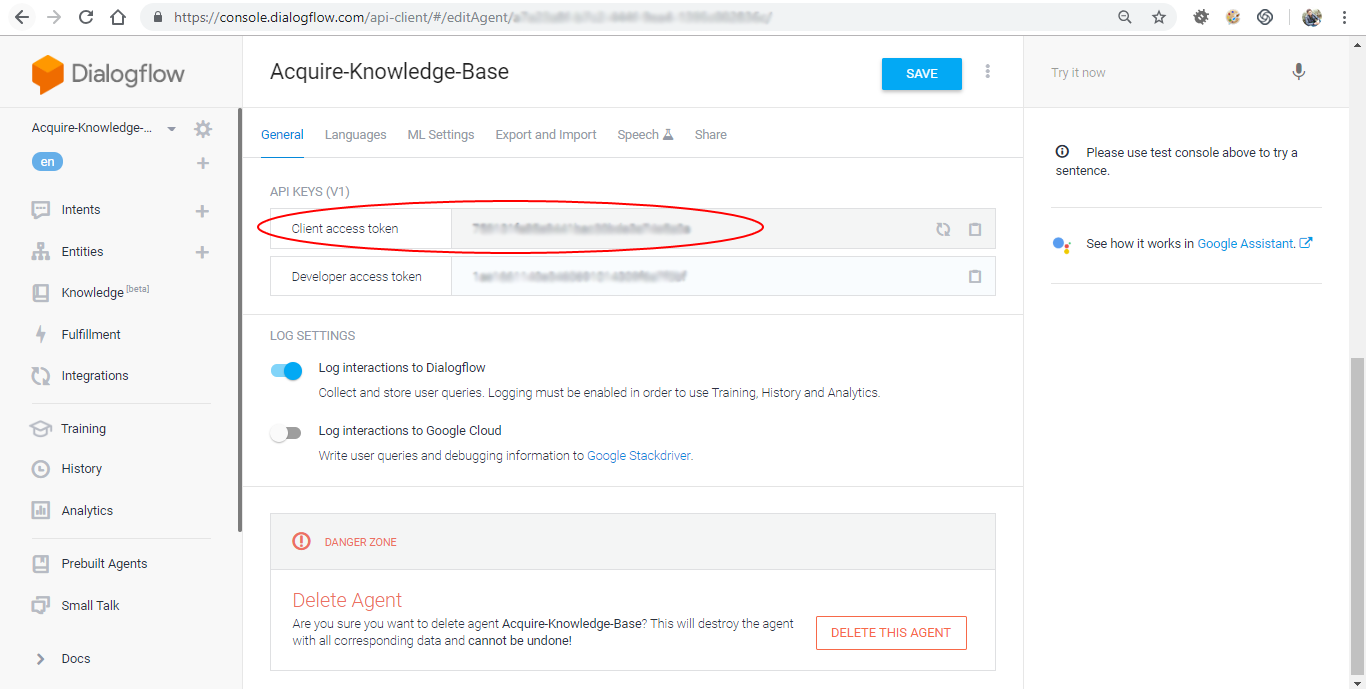 https://console.dialogflow.com/api-client/#/editAgent/
Dialogflow
Acquire-Knowledge-...
en
Intents
Entities
Knowledge [beta]
Fulfillment
Integrations
Training
History
Analytics
Prebuilt Agents
Small Talk
Docs
Acquire-Knowledge-Base
SAVE
General
Languages
ML Settings
Export and Import
Speech
Share
API KEYS (V1)
Client access token
Developer access token
LOG SETTINGS
Log interactions to Dialogflow
Collect and store user queries. Logging must be enabled in order to use Training, History and Analytics.
Log interactions to Google Cloud
Write user queries and debugging information to Google Stackdriver.
DANGER ZONE
Delete Agent
Are you sure you want to delete agent Acquire-Knowledge-Base? This will destroy the agent
with all corresponding data and cannot be undone!
DELETE THIS AGENT
Try it now
Please use test console above to try a
sentence.
See how it works in Google Assistant.